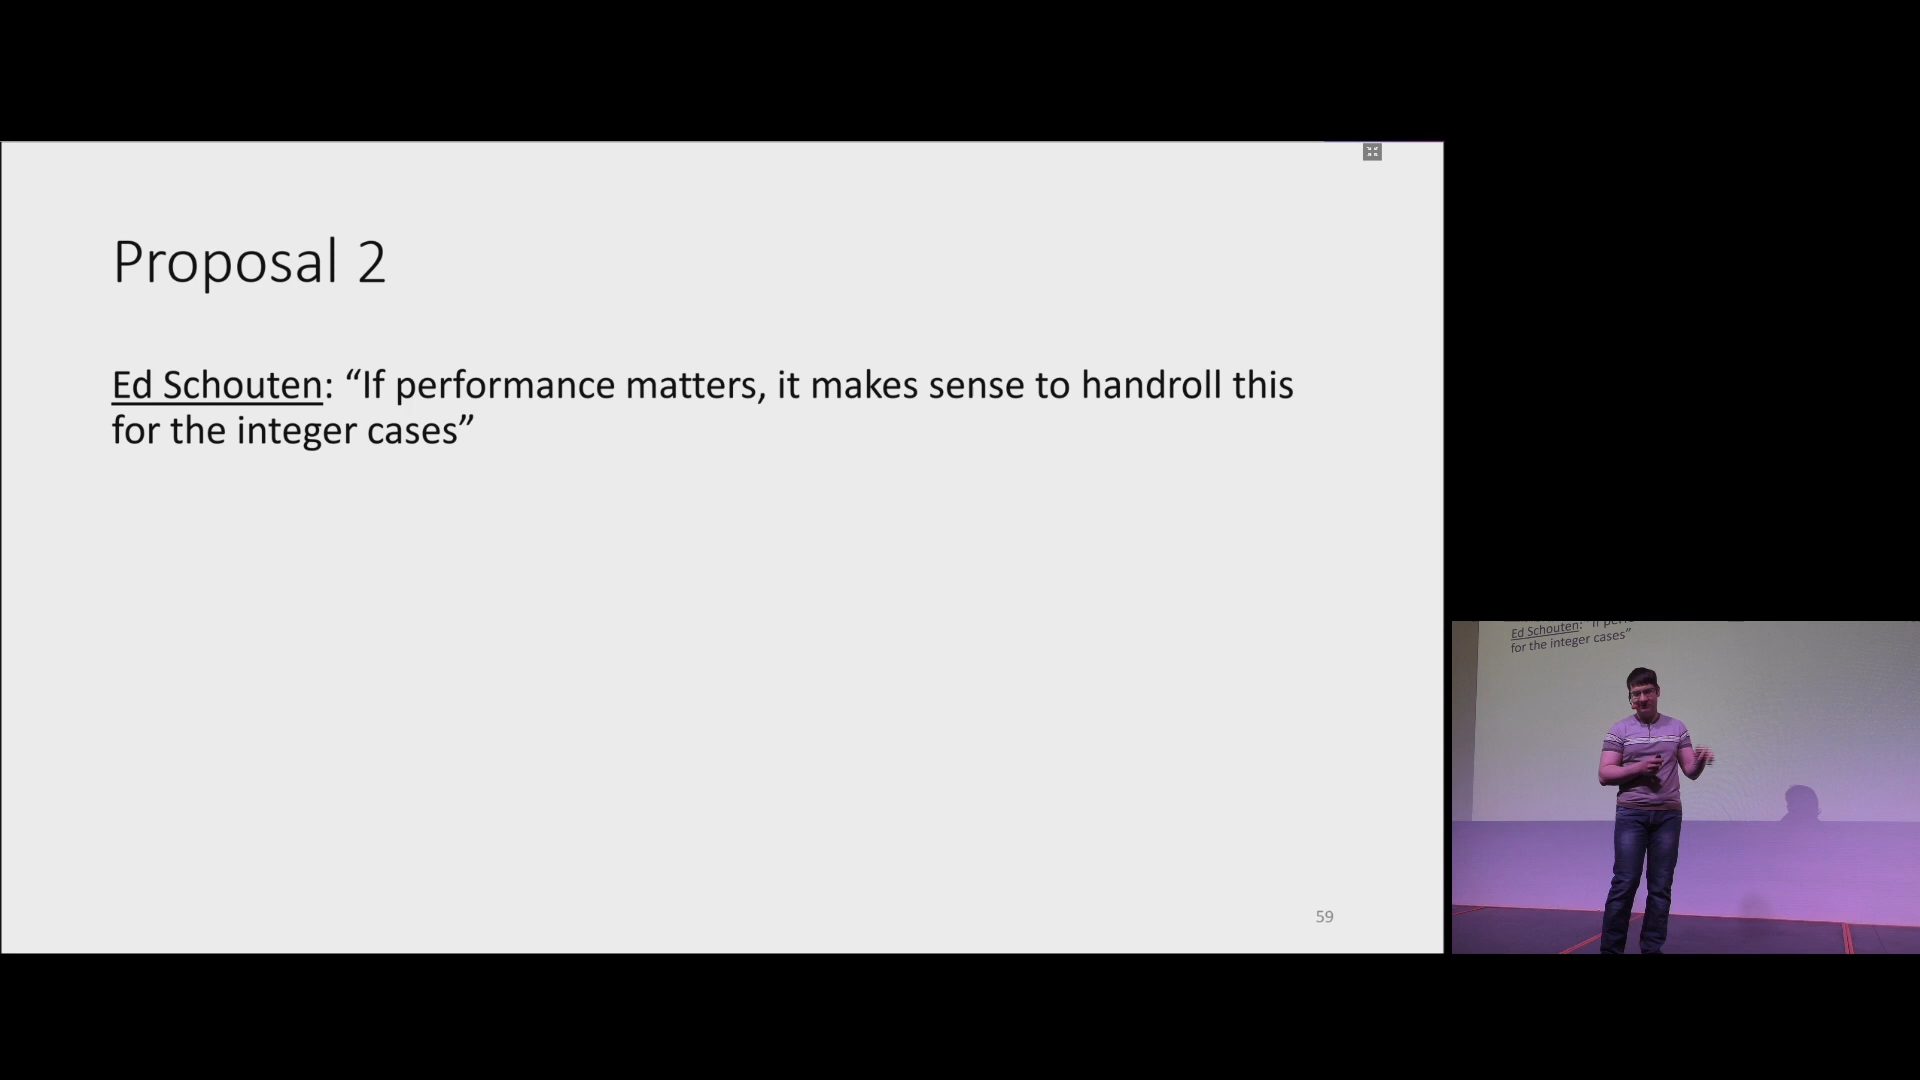 Proposal 2
Ed Schouten: “If performance matters, it makes sense to handroll this
for the integer cases”
59
Ed Schouten: “If
for the integer cases”